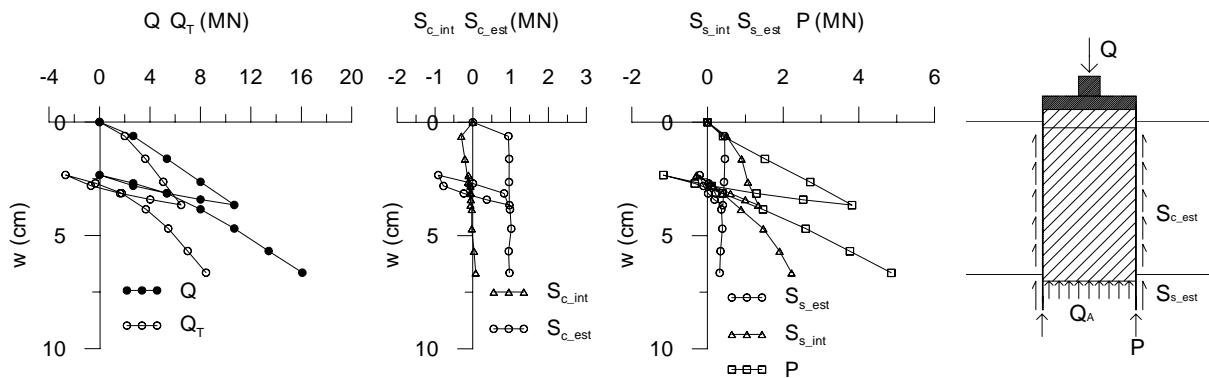 Q Q_T (MN)
-4 0 4 8 12 16 20
0
5
10
w (cm)
Q
Q_T
S_c_int S_c_est (MN)
-2 -1 0 1 2
0
5
10
w (cm)
S_c_int
S_c_est
S_s_int S_s_est P (MN)
-2 0 2 4 6
0
5
10
w (cm)
S_s_est
S_s_int
P
Q
S_c_est
S_s_est
Q_A
P